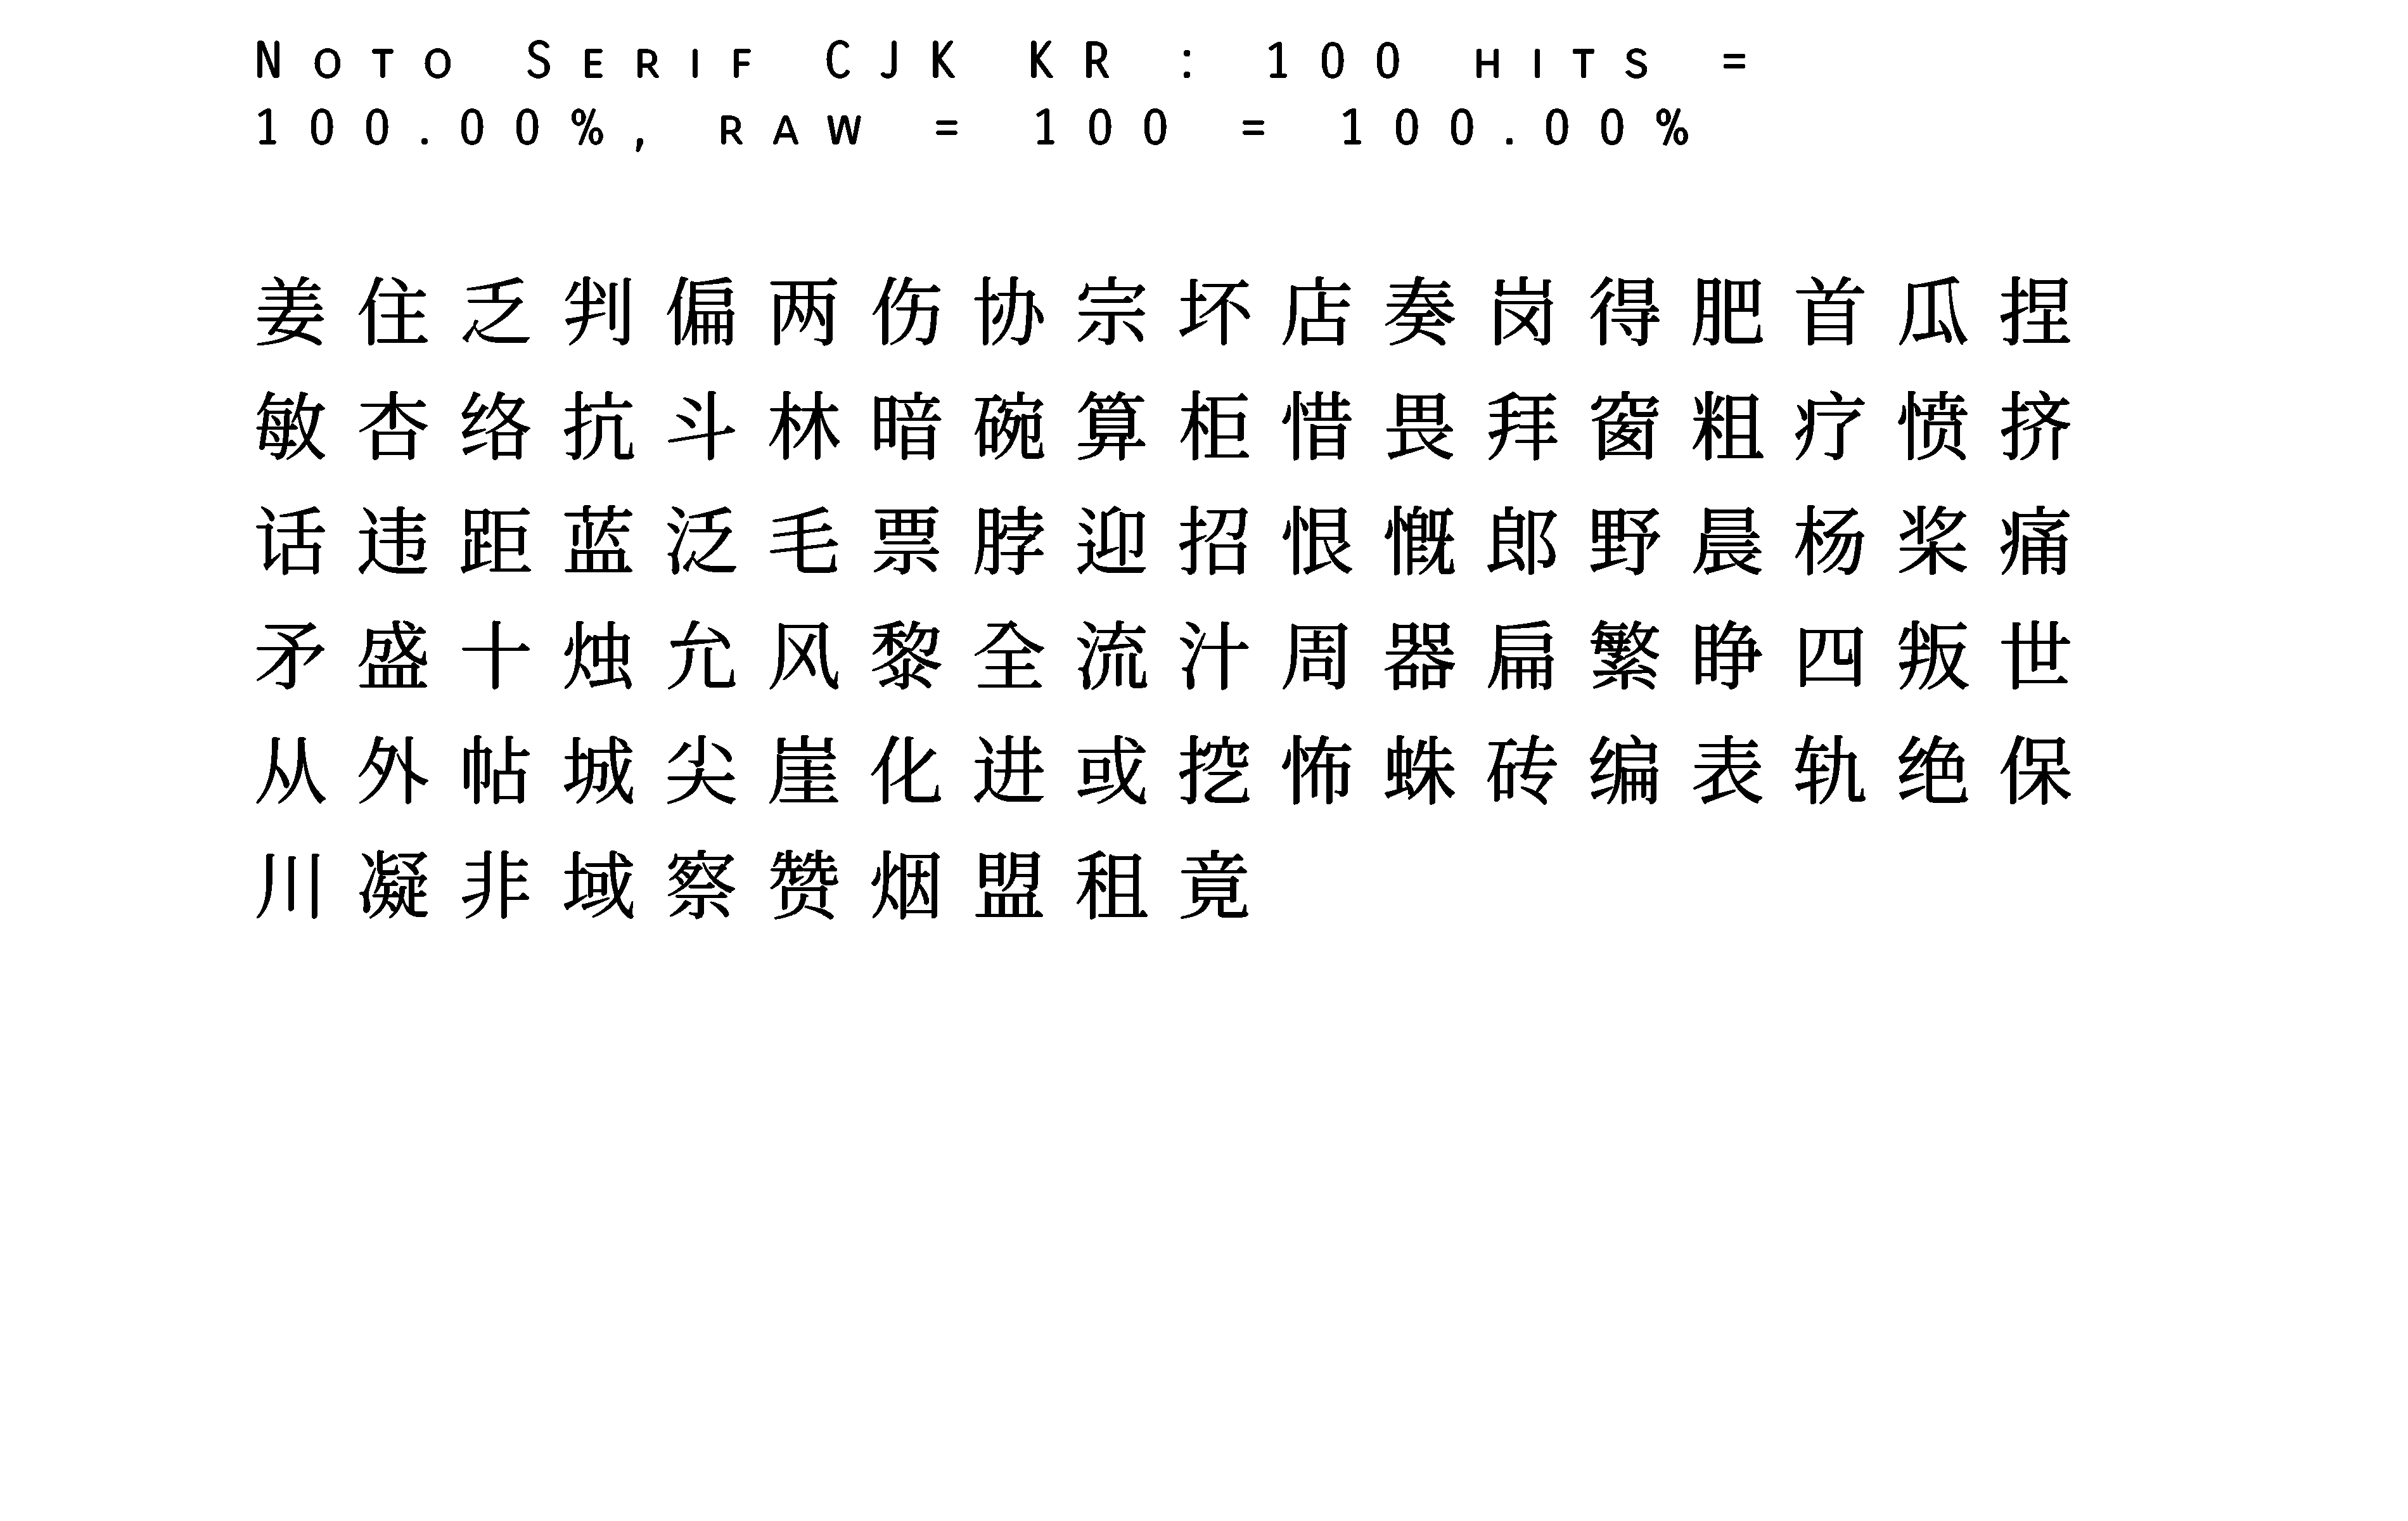 Noto Serif CJK KR : 100 hits =
100.00%, raw = 100 = 100.00%
姜住乏判偏两伤协宗坏店奏岗得肥首瓜捏
敏杏络抗斗林暗碗算柜惜畏拜窗粗疗愤挤
话违距蓝泛毛票脖迎招恨慨郎野晨杨桨痛
矛盛十烛允风黎全流汁周器扁繁睁四叛世
从外帖城尖崖化进或挖怖蛛砖编表轨绝保
川凝非域察赞烟盟租竟